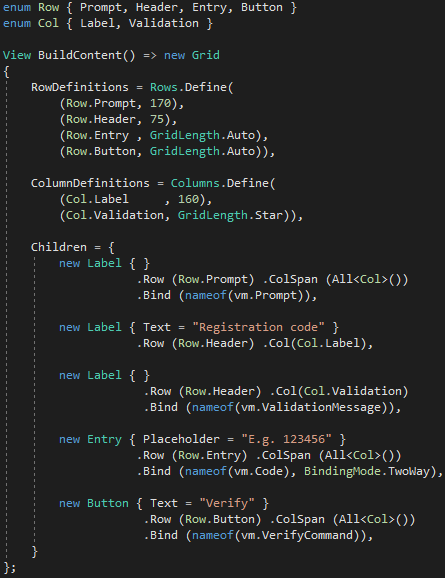 enum Row { Prompt, Header, Entry, Button }
enum Col { Label, Validation }

View BuildContent() => new Grid
{
    RowDefinitions = Rows.Define(
        (Row.Prompt, 170),
        (Row.Header, 75),
        (Row.Entry , GridLength.Auto),
        (Row.Button, GridLength.Auto)),

    ColumnDefinitions = Columns.Define(
        (Col.Label     , 160),
        (Col.Validation, GridLength.Star)),

    Children = {
        new Label { }
                   .Row (Row.Prompt) .ColSpan (All<Col>())
                   .Bind (nameof(vm.Prompt)),

        new Label { Text = "Registration code" }
                   .Row (Row.Header) .Col(Col.Label),

        new Label { }
                   .Row (Row.Header) .Col(Col.Validation)
                   .Bind (nameof(vm.ValidationMessage)),

        new Entry { Placeholder = "E.g. 123456" }
                   .Row (Row.Entry) .ColSpan (All<Col>())
                   .Bind (nameof(vm.Code), BindingMode.TwoWay),

        new Button { Text = "Verify" }
                   .Row (Row.Button) .ColSpan (All<Col>())
                   .Bind (nameof(vm.VerifyCommand)),
    }
};